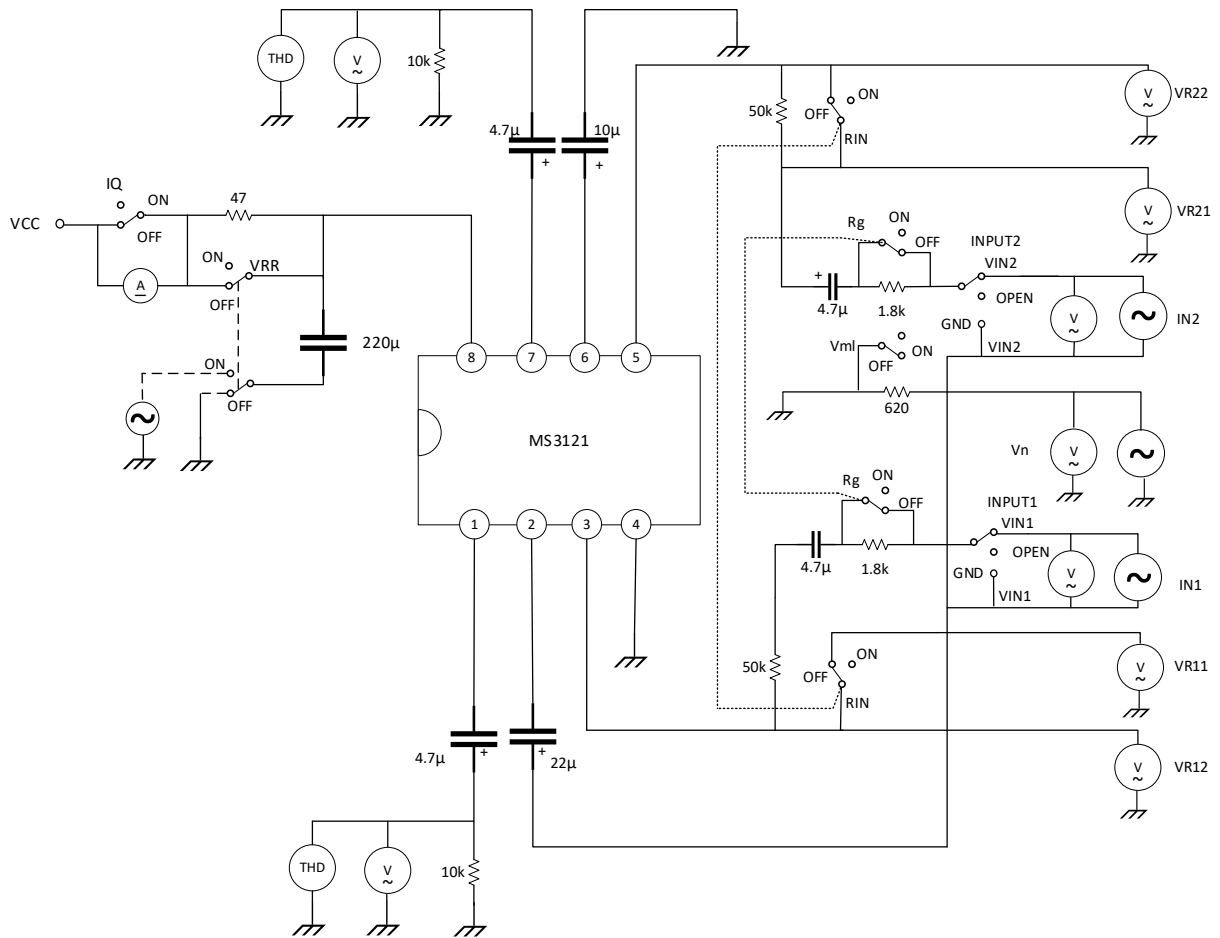 THD
V
~
10k
4.7µ
+
10µ
+
50k
ON
OFF
RIN
V
~
VR22
V
~
VR21
IQ
ON
OFF
VCC
A
47
ON
VRR
OFF
220µ
ON
OFF
Rg
ON
OFF
INPUT2
VIN2
OPEN
GND
VIN2
+
4.7µ
1.8k
V
~
~
IN2
Vml
ON
OFF
620
Vn
V
~
~
8
7
6
5
MS3121
1
2
3
4
Rg
ON
OFF
INPUT1
VIN1
OPEN
GND
VIN1
4.7µ
1.8k
V
~
~
IN1
~
50k
ON
OFF
RIN
V
~
VR11
V
~
VR12
4.7µ
+
+
22µ
THD
V
~
10k